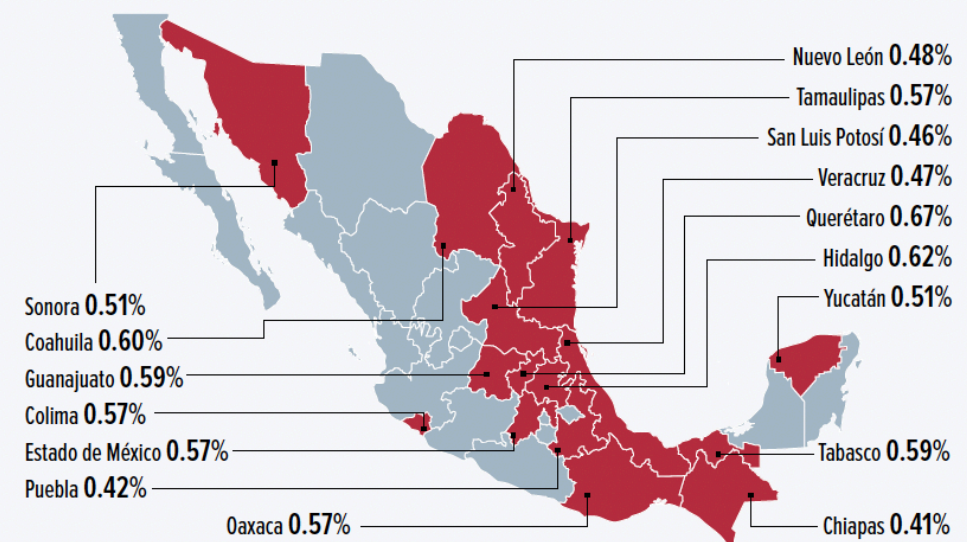 Nuevo León 0.48%
Tamaulipas 0.57%
San Luis Potosí 0.46%
Veracruz 0.47%
Querétaro 0.67%
Hidalgo 0.62%
Yucatán 0.51%
Sonora 0.51%
Coahuila 0.60%
Guanajuato 0.59%
Colima 0.57%
Estado de México 0.57%
Puebla 0.42%
Oaxaca 0.57%
Tabasco 0.59%
Chiapas 0.41%